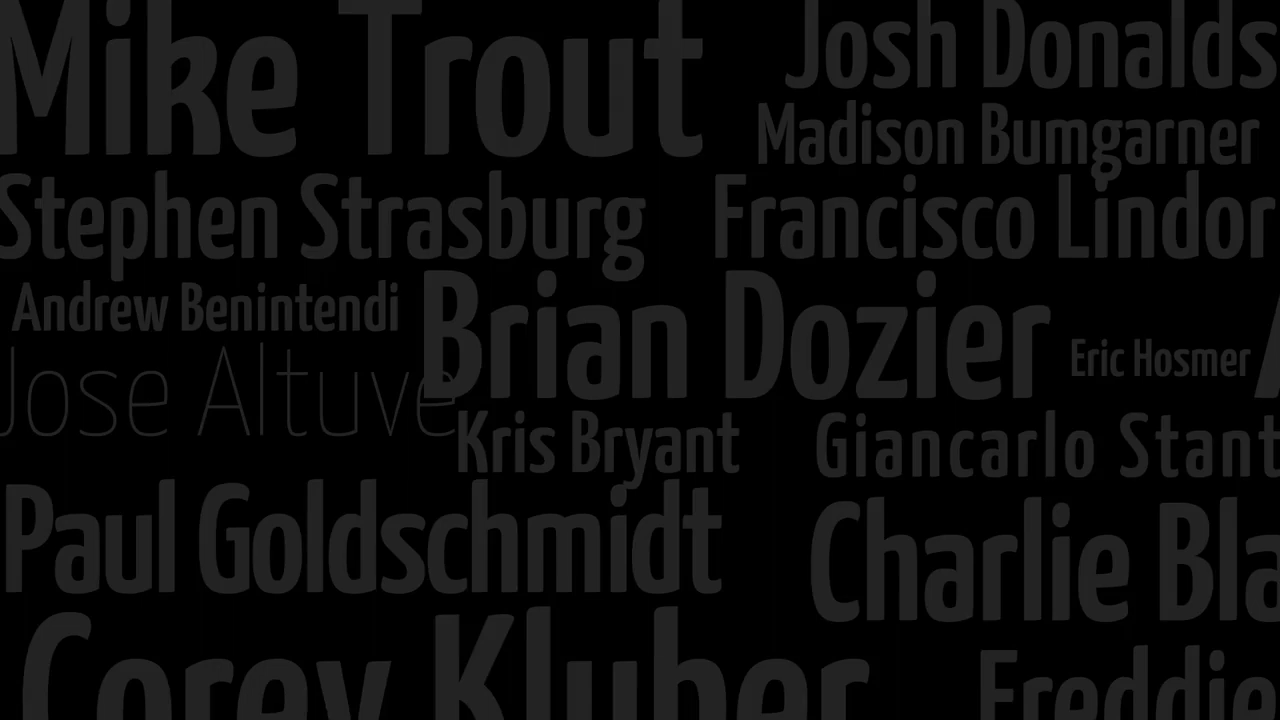 Mike Trout
Josh Donalds
Madison Bumgarner
Stephen Strasburg
Francisco Lindor
Andrew Benintendi
Brian Dozier
Eric Hosmer
Jose Altuve
Kris Bryant
Giancarlo Stant
Paul Goldschmidt
Charlie Bla
Corey Kluber
Freddie